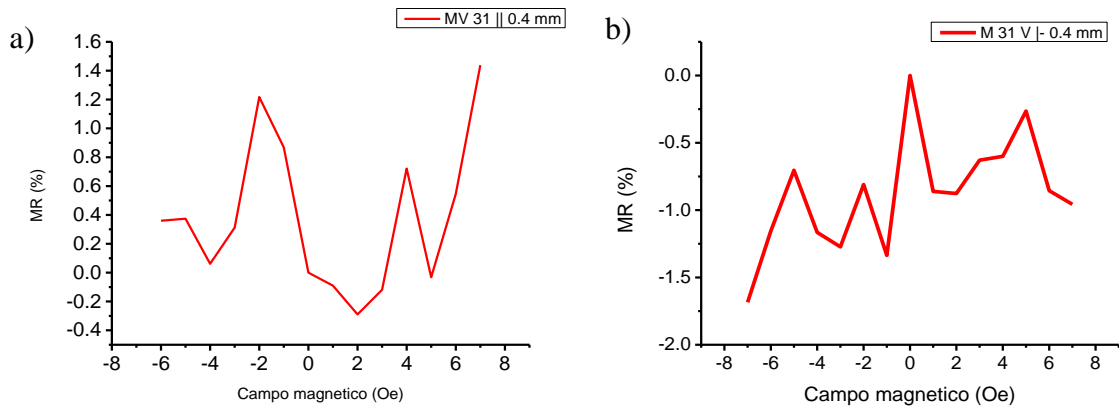 a)
MV 31 || 0.4 mm
1.6
1.4
1.2
1.0
0.8
0.6
0.4
0.2
0.0
-0.2
-0.4
MR (%)
-8 -6 -4 -2 0 2 4 6 8
Campo magnetico (Oe)
b)
M 31 V |- 0.4 mm
0.0
-0.5
-1.0
-1.5
-2.0
MR (%)
-8 -6 -4 -2 0 2 4 6 8
Campo magnetico (Oe)